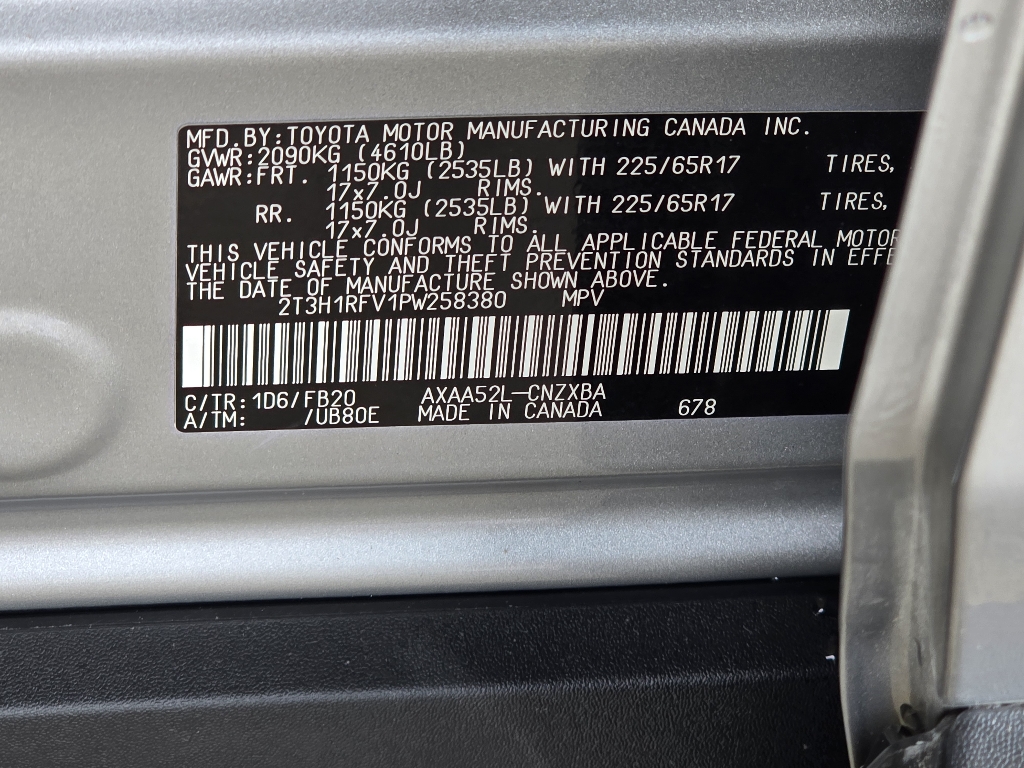 MFD.BY:TOYOTA MOTOR MANUFACTURING CANADA INC.
GVWR:2090KG (4610LB)
GAWR:FRT. 1150KG (2535LB) WITH 225/65R17 TIRES,
17x7.0J RIMS.
RR. 1150KG (2535LB) WITH 225/65R17 TIRES,
17x7.0J RIMS.
THIS VEHICLE CONFORMS TO ALL APPLICABLE FEDERAL MOTOR
VEHICLE SAFETY AND THEFT PREVENTION STANDARDS IN EFFE
THE DATE OF MANUFACTURE SHOWN ABOVE.
2T3H1RFV1PW258380 MPV
C/TR:1D6/FB20 AXAA52L-CNZXBA
A/TM: /UB80E MADE IN CANADA 678